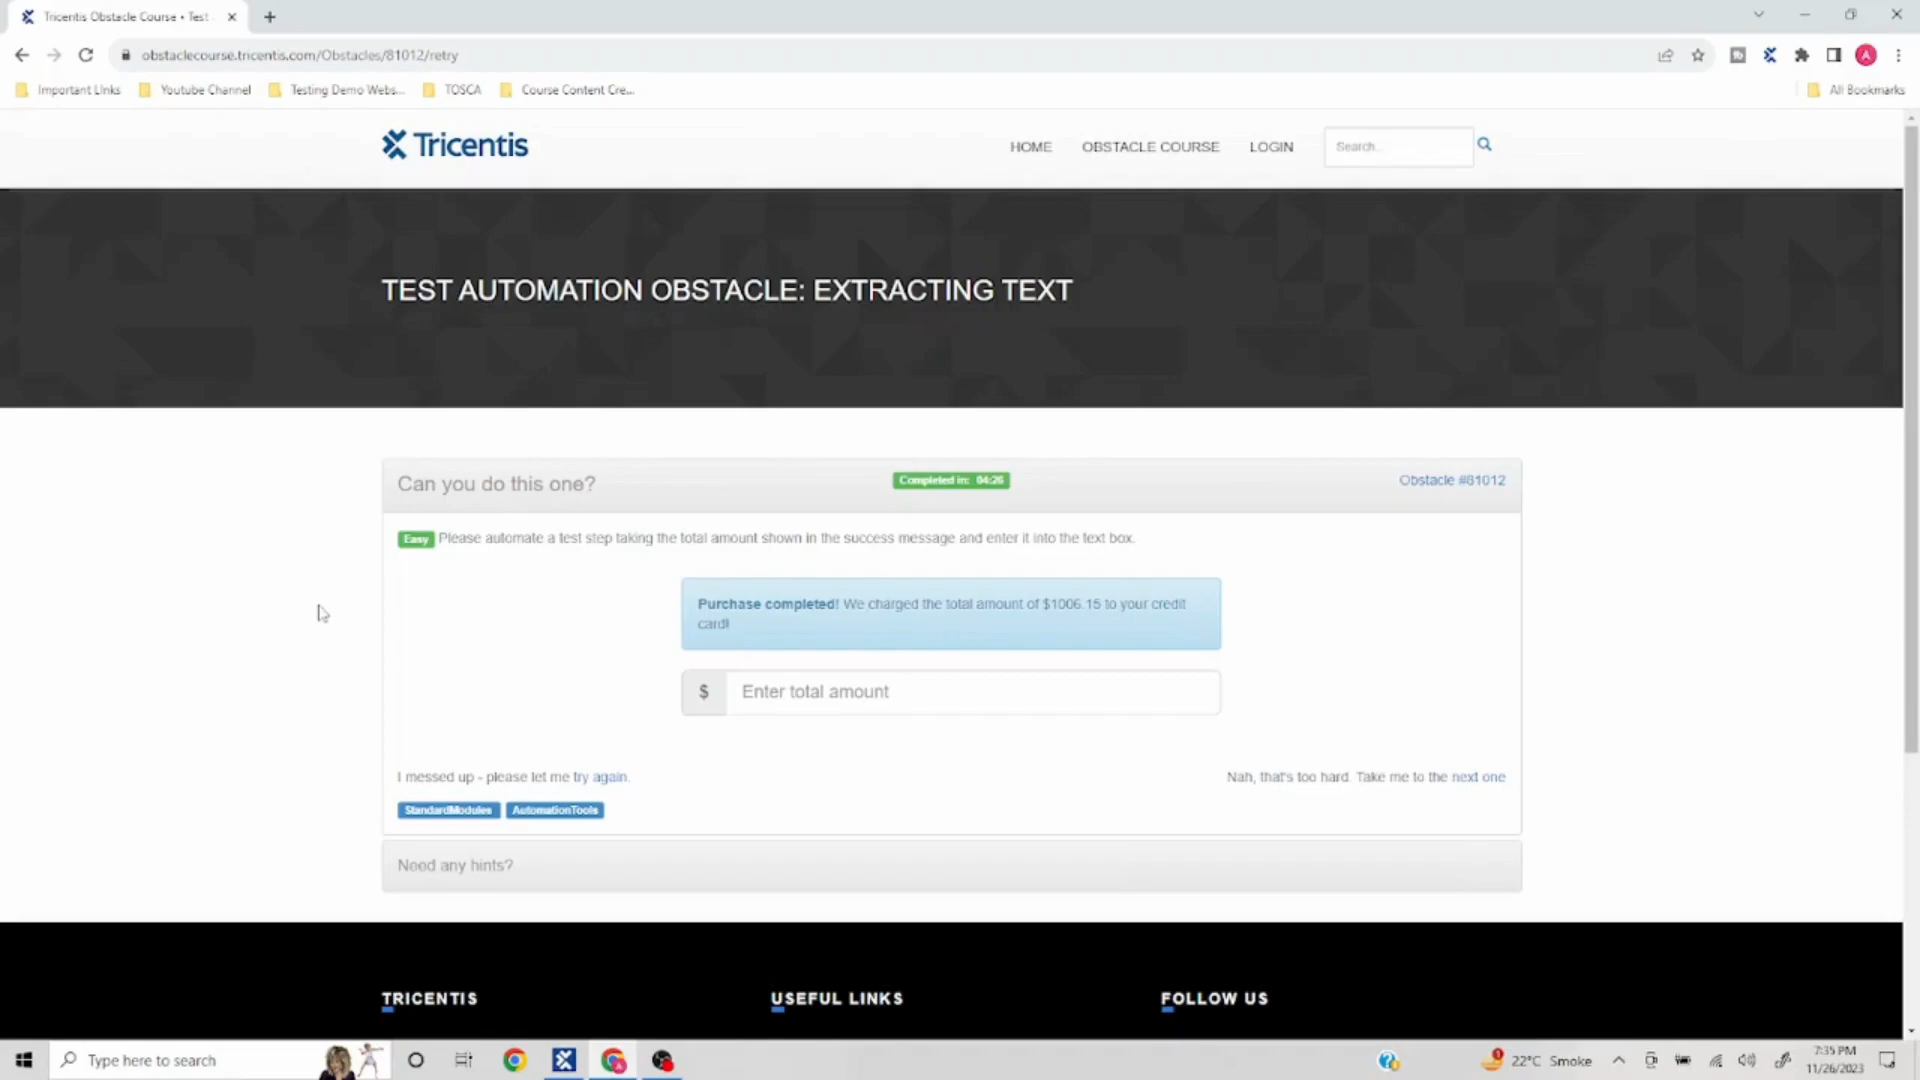 Tricentis Obstacle Course • Test
obstaclecourse.tricentis.com/Obstacles/81012/retry
Important Links
Youtube Channel
Testing Demo Webs...
TOSCA
Course Content Cre...
All Bookmarks
Tricentis
HOME
OBSTACLE COURSE
LOGIN
Search...
TEST AUTOMATION OBSTACLE: EXTRACTING TEXT
Can you do this one?
Completed in: 04:26
Obstacle #81012
Easy Please automate a test step taking the total amount shown in the success message and enter it into the text box.
Purchase completed! We charged the total amount of $1006.15 to your credit
card!
$ Enter total amount
I messed up - please let me try again.
Nah, that's too hard. Take me to the next one
StandardModules AutomationTools
Need any hints?
TRICENTIS
USEFUL LINKS
FOLLOW US
Type here to search
22°C Smoke
7:35 PM
11/26/2023